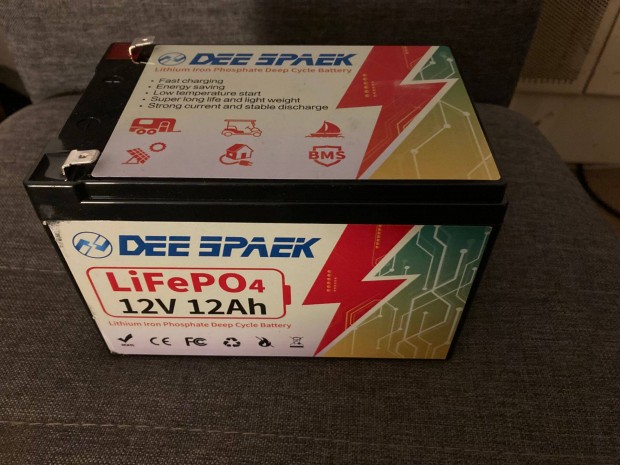 DEE SPAEK
Lithium Iron Phosphate Deep Cycle Battery
• Fast charging
• Energy saving
• Low temperature start
• Super long life and light weight
• Strong current and stable discharge
BMS
DEE SPAEK
LiFePO4
12V 12Ah
Lithium Iron Phosphate Deep Cycle Battery
CE FC